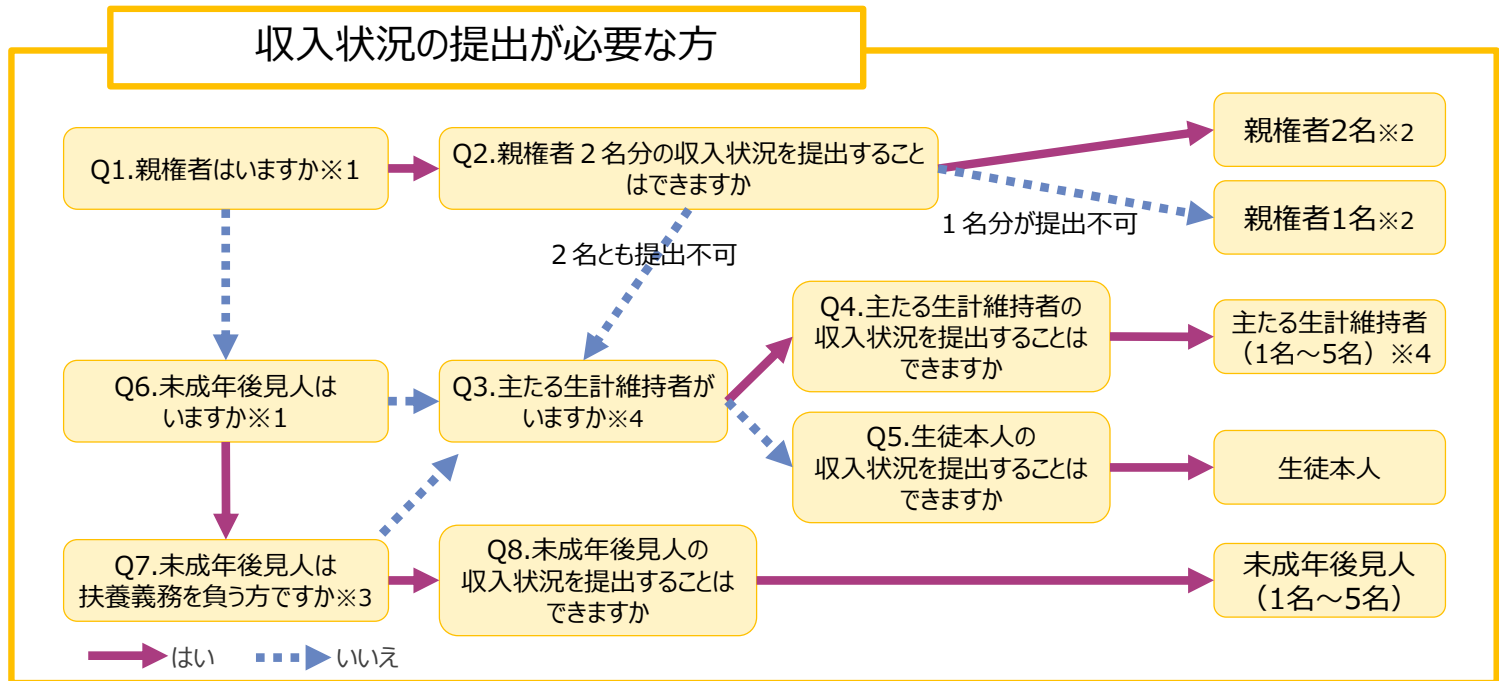 収入状況の提出が必要な方
Q1.親権者はいますか※1
Q2.親権者２名分の収入状況を提出すること
はできますか
親権者2名※2
親権者1名※2
１名分が提出不可
２名とも提出不可
Q6.未成年後見人は
いますか※1
Q3.主たる生計維持者が
いますか※4
Q4.主たる生計維持者の
収入状況を提出することは
できますか
主たる生計維持者
（1名～5名）※4
Q5.生徒本人の
収入状況を提出することは
できますか
生徒本人
Q7.未成年後見人は
扶養義務を負う方ですか※3
Q8.未成年後見人の
収入状況を提出することは
できますか
未成年後見人
（1名～5名）
はい
いいえ